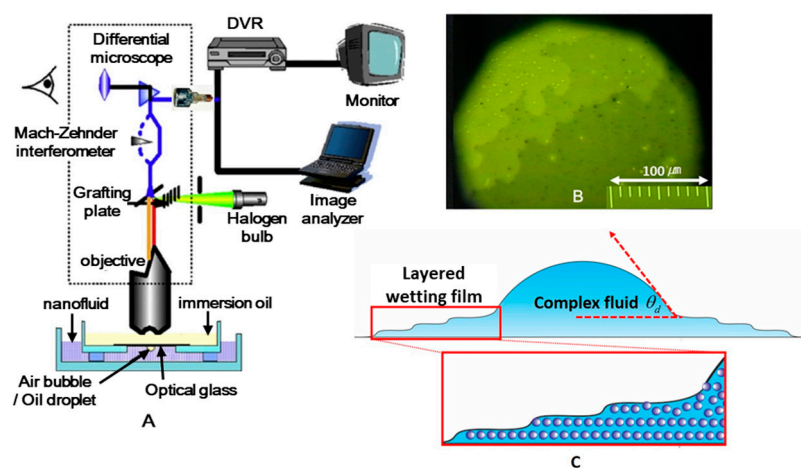 Differential
microscope
DVR
Monitor
Mach-Zehnder
interferometer
Grafting
plate
Halogen
bulb
Image
analyzer
objective
nanofluid
immersion oil
Air bubble
/ Oil droplet
Optical glass
A
100 μm
B
Layered
wetting film
Complex fluid θd
C